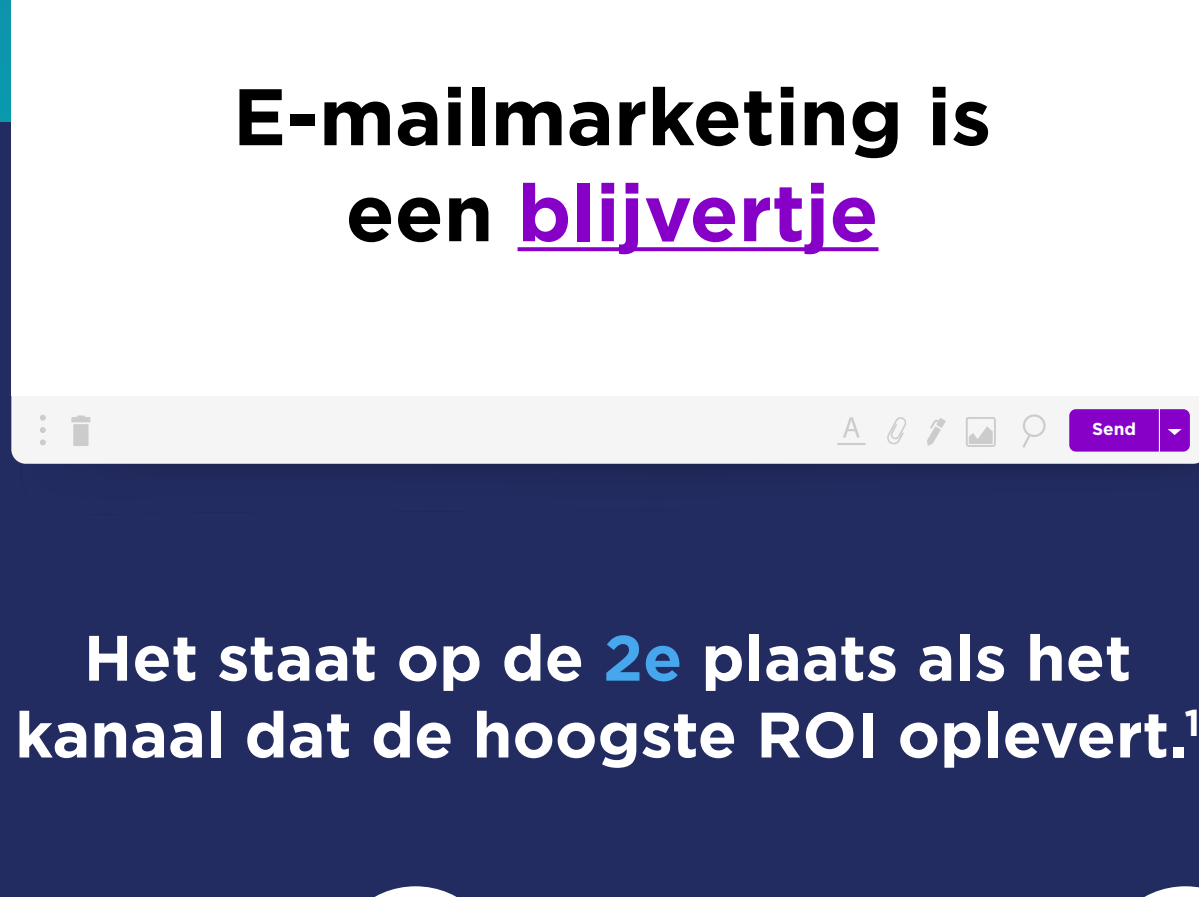 E-mailmarketing is
een blijvertje
A
Send
Het staat op de 2e plaats als het
kanaal dat de hoogste ROI oplevert.¹